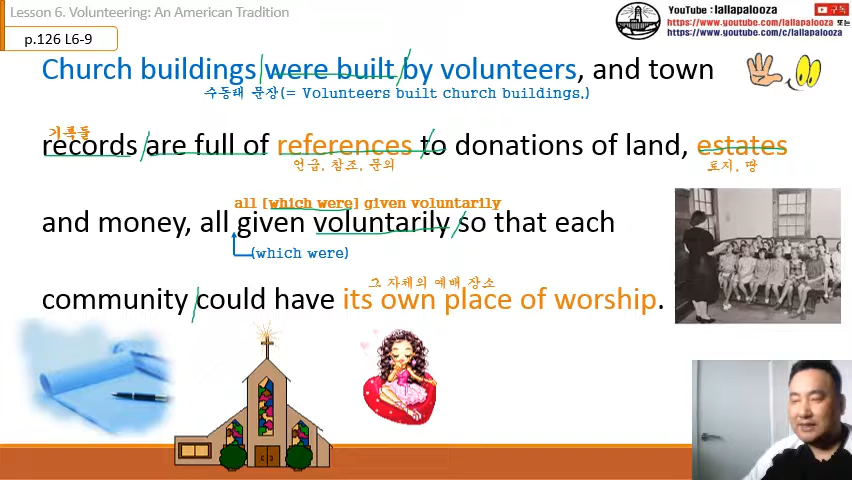 Lesson 6. Volunteering: An American Tradition
p.126 L6-9
YouTube : lallapalooza
구독
https://www.youtube.com/lallapalooza 또는
https://www.youtube.com/c/lallapalooza
Church buildings were built by volunteers, and town
수동태 문장(= Volunteers built church buildings.)
기록들
records are full of references to donations of land, estates
언급, 참조, 문의
토지, 땅
all [which were] given voluntarily
and money, all given voluntarily so that each
(which were)
그 자체의 예배 장소
community could have its own place of worship.